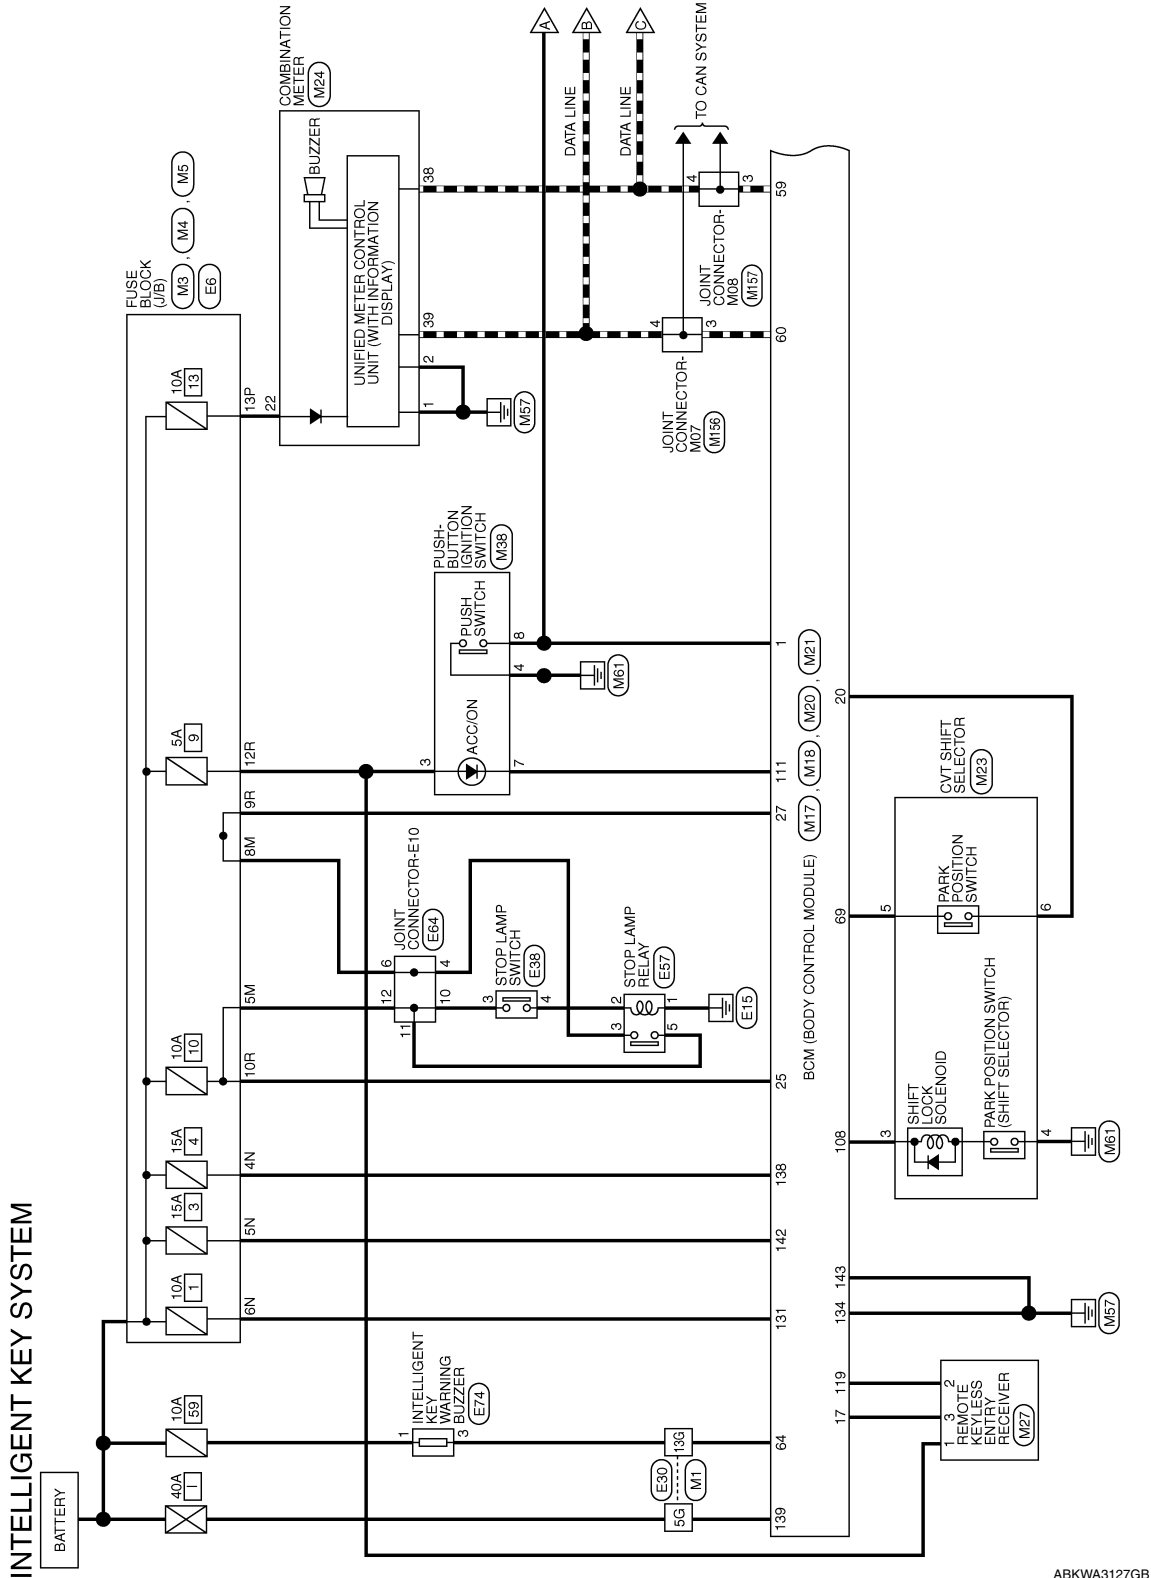 INTELLIGENT KEY SYSTEM
BATTERY
40A
I
10A
59
10A
1
15A
3
15A
4
10A
10
5A
9
10A
13
FUSE
BLOCK
(J/B)
M3 , M4 , M5
E6
6N
5N
4N
10R
5M
8M
9R
12R
13P
22
COMBINATION
METER
M24
BUZZER
UNIFIED METER CONTROL
UNIT (WITH INFORMATION
DISPLAY)
1
2
39
38
M57
A
B
C
DATA LINE
DATA LINE
TO CAN SYSTEM
4
3
JOINT
CONNECTOR-
M07
M156
4
3
JOINT
CONNECTOR-
M08
M157
PUSH-
BUTTON
IGNITION
SWITCH
M38
PUSH
SWITCH
ACC/ON
3
7
4
8
M61
JOINT
CONNECTOR-E10
E64
12
6
11
10
4
STOP LAMP
SWITCH
E38
3
4
STOP LAMP
RELAY
E57
3
2
5
1
E15
INTELLIGENT
KEY
WARNING
BUZZER
E74
1
3
5G
13G
E30
M1
139
64
131
142
138
25
27
111
1
60
59
BCM (BODY CONTROL MODULE)
M17 , M18 , M20 , M21
17
119
134
143
108
69
20
1
3
2
REMOTE
KEYLESS
ENTRY
RECEIVER
M27
M57
CVT SHIFT
SELECTOR
M23
3
5
SHIFT
LOCK
SOLENOID
PARK POSITION SWITCH
(SHIFT SELECTOR)
PARK
POSITION
SWITCH
4
6
M61
ABKWA3127GB